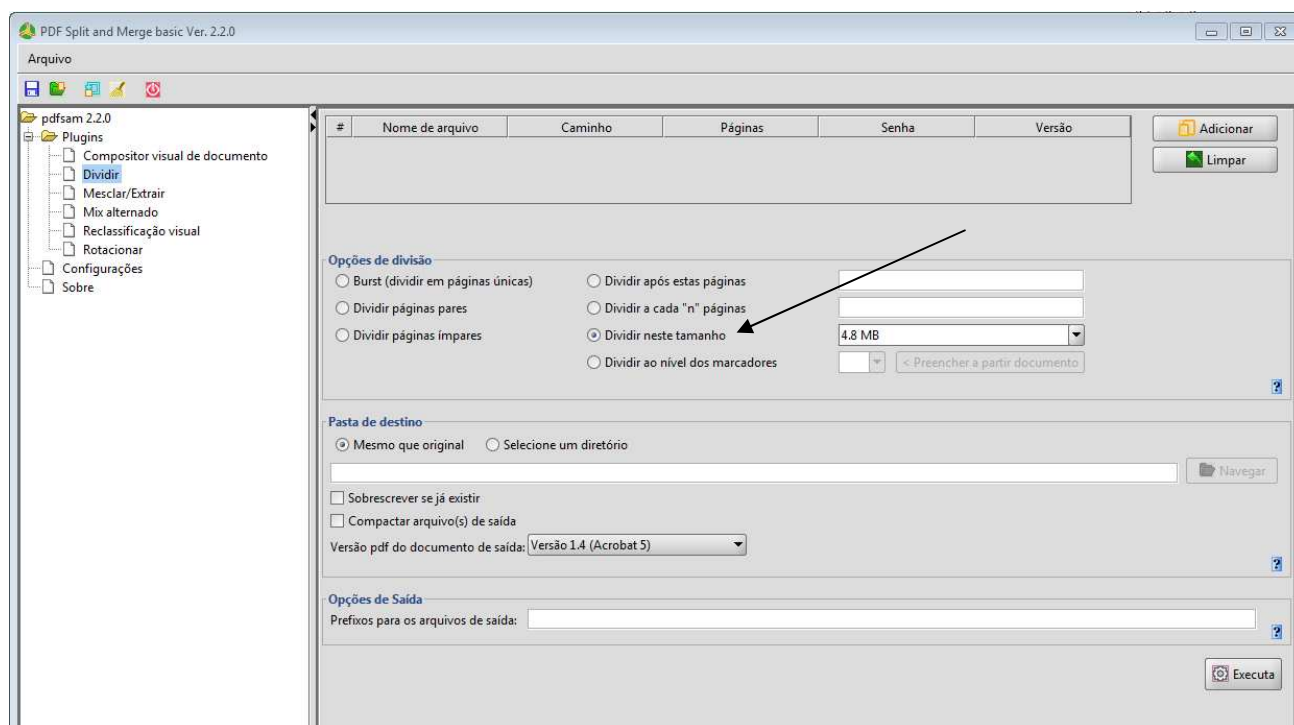 PDF Split and Merge basic Ver. 2.2.0
Arquivo
pdfsam 2.2.0
Plugins
Compositor visual de documento
Dividir
Mesclar/Extrair
Mix alternado
Reclassificação visual
Rotacionar
Configurações
Sobre
# Nome de arquivo Caminho Páginas Senha Versão
Adicionar
Limpar
Opções de divisão
Burst (dividir em páginas únicas) Dividir após estas páginas
Dividir páginas pares Dividir a cada "n" páginas
Dividir páginas ímpares Dividir neste tamanho 4.8 MB
Dividir ao nível dos marcadores < Preencher a partir documento
?
Pasta de destino
Mesmo que original Selecione um diretório
Navegar
Sobrescrever se já existir
Compactar arquivo(s) de saída
Versão pdf do documento de saída: Versão 1.4 (Acrobat 5)
?
Opções de Saída
Prefixos para os arquivos de saída:
?
Executa